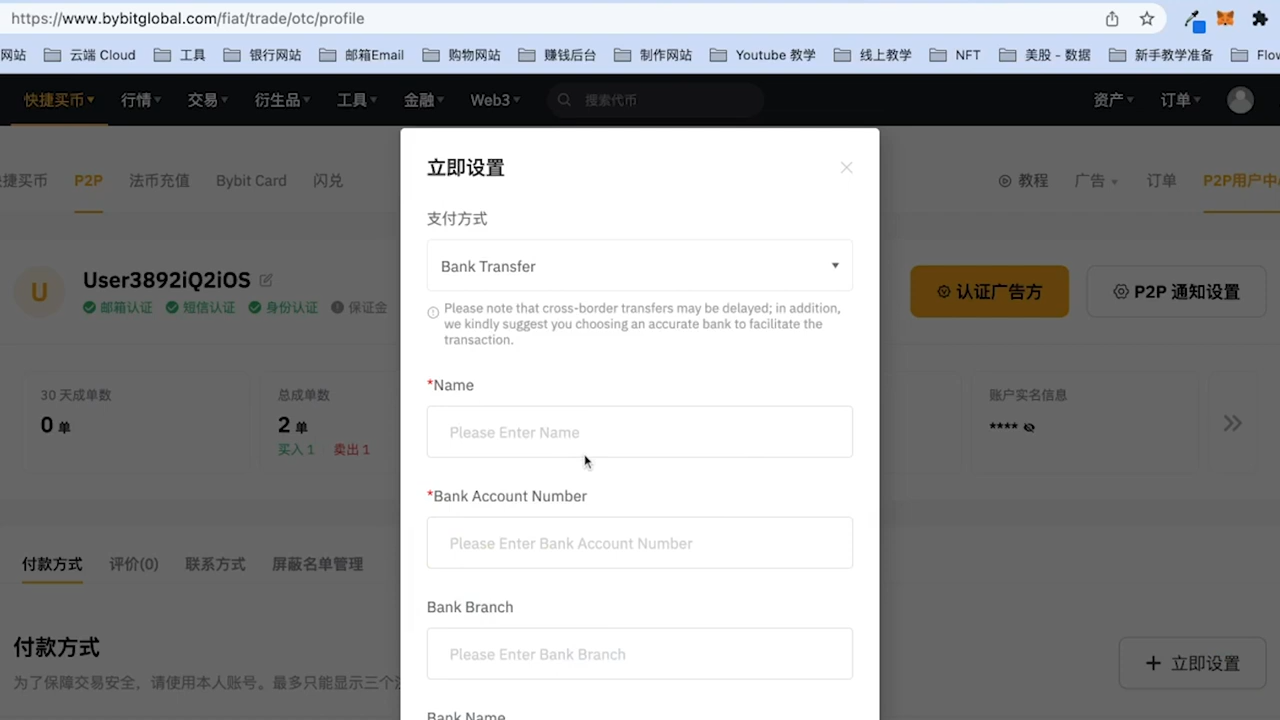 https://www.bybitglobal.com/fiat/trade/otc/profile
网站 云端 Cloud 工具 银行网站 邮箱Email 购物网站 赚钱后台 制作网站 Youtube 教学 线上教学 NFT 美股 - 数据 新手教学准备 Flow
快捷买币 行情 交易 衍生品 工具 金融 Web3 搜索代币 资产 订单
捷买币 P2P 法币充值 Bybit Card 闪兑 教程 广告 订单 P2P用户中
立即设置
支付方式
Bank Transfer
Please note that cross-border transfers may be delayed; in addition,
we kindly suggest you choosing an accurate bank to facilitate the
transaction.
U
User3892iQ2iOS
邮箱认证 短信认证 身份认证 保证金
认证广告方 P2P 通知设置
*Name
Please Enter Name
30 天成单数
0 单
总成单数
2 单
买入 1 卖出 1
账户实名信息
****
*Bank Account Number
Please Enter Bank Account Number
付款方式 评价(0) 联系方式 屏蔽名单管理
Bank Branch
Please Enter Bank Branch
付款方式
为了保障交易安全，请使用本人账号。最多只能显示三个
+ 立即设置
Bank Name